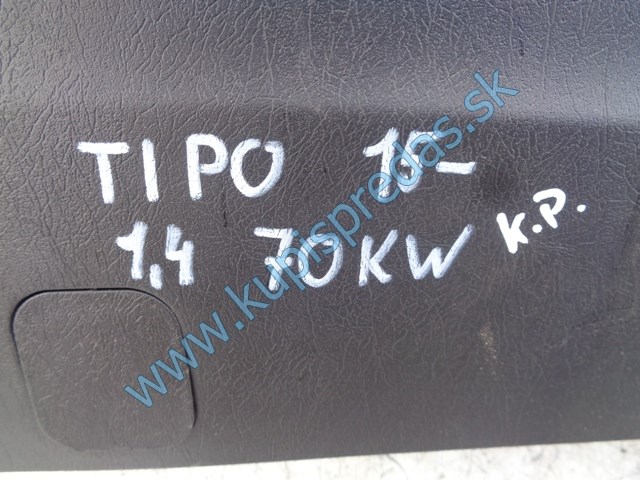 TIPO 15-
1,4 70KW K.P.
www.kupispredas.sk